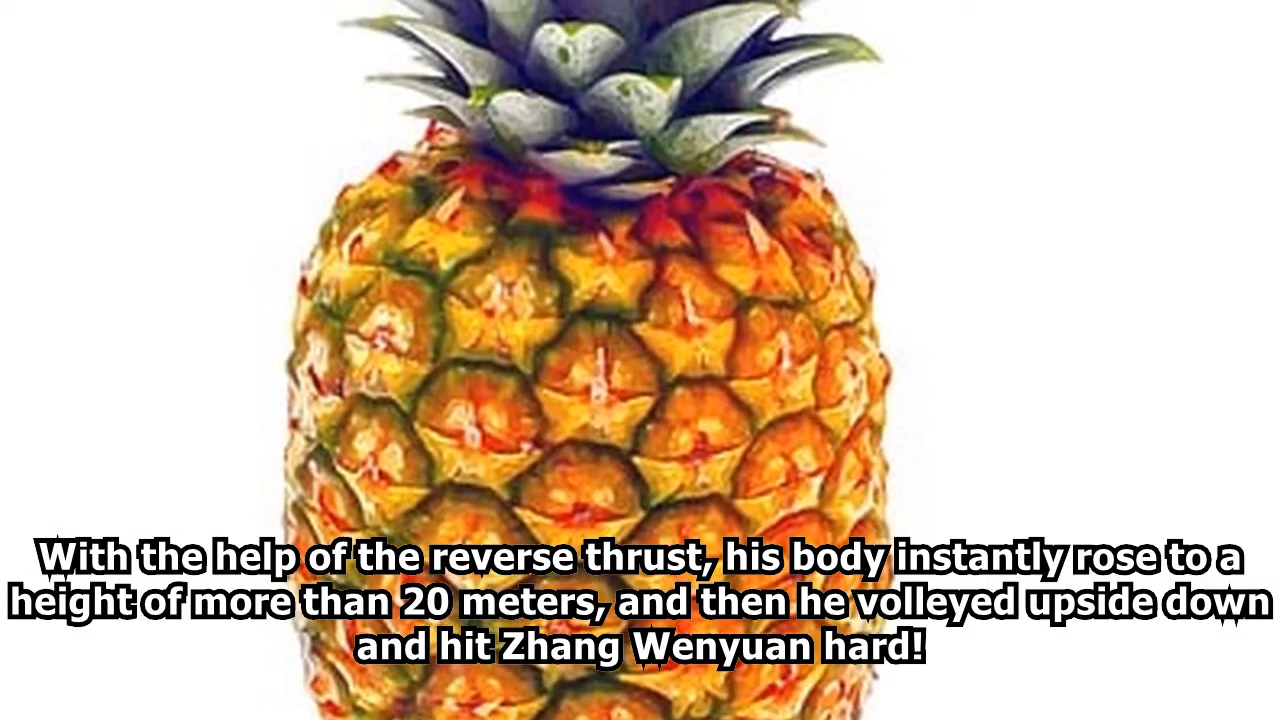 With the help of the reverse thrust, his body instantly rose to a
height of more than 20 meters, and then he volleyed upside down
and hit Zhang Wenyuan hard!